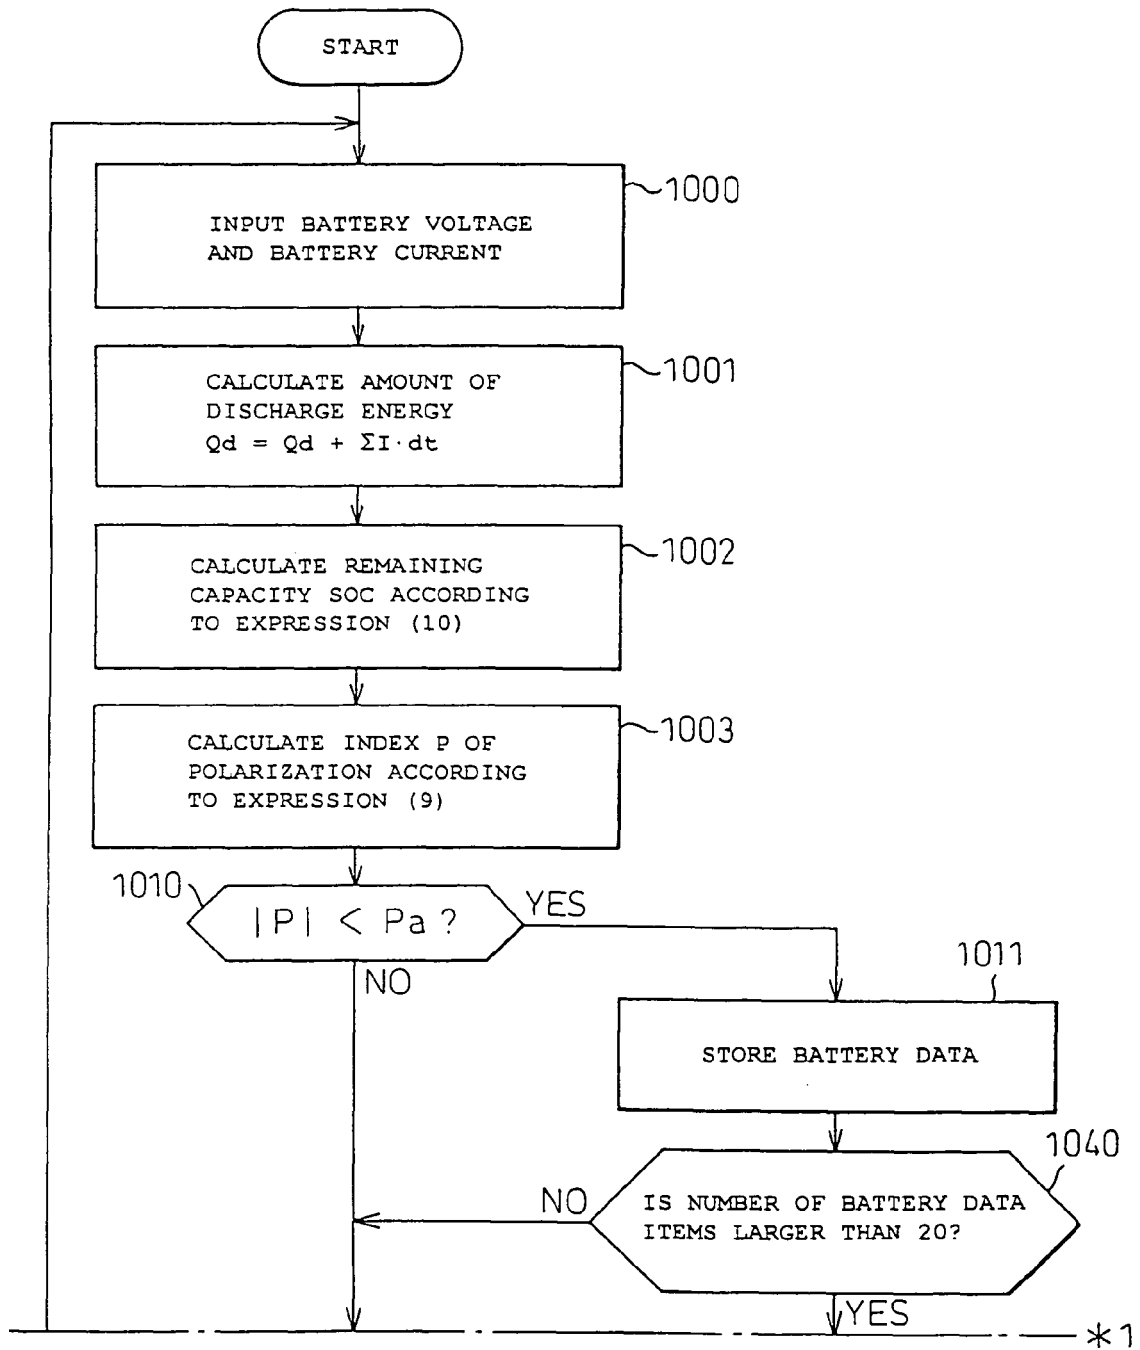 START
1000
INPUT BATTERY VOLTAGE
AND BATTERY CURRENT
1001
CALCULATE AMOUNT OF
DISCHARGE ENERGY
Qd = Qd + ΣI·dt
1002
CALCULATE REMAINING
CAPACITY SOC ACCORDING
TO EXPRESSION (10)
1003
CALCULATE INDEX P OF
POLARIZATION ACCORDING
TO EXPRESSION (9)
1010
|P| < Pa ?
YES
NO
1011
STORE BATTERY DATA
1040
IS NUMBER OF BATTERY DATA
ITEMS LARGER THAN 20?
NO
YES
*1